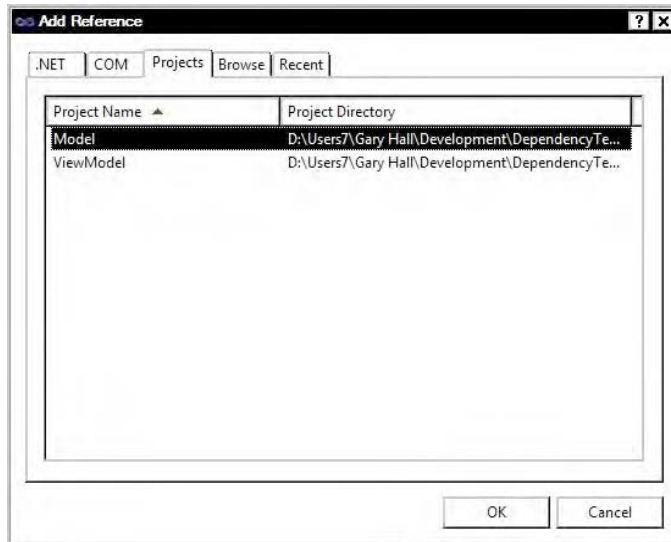 Add Reference
.NET COM Projects Browse Recent
Project Name Project Directory
Model D:\Users7\Gary Hall\Development\DependencyTe...
ViewModel D:\Users7\Gary Hall\Development\DependencyTe...
OK Cancel